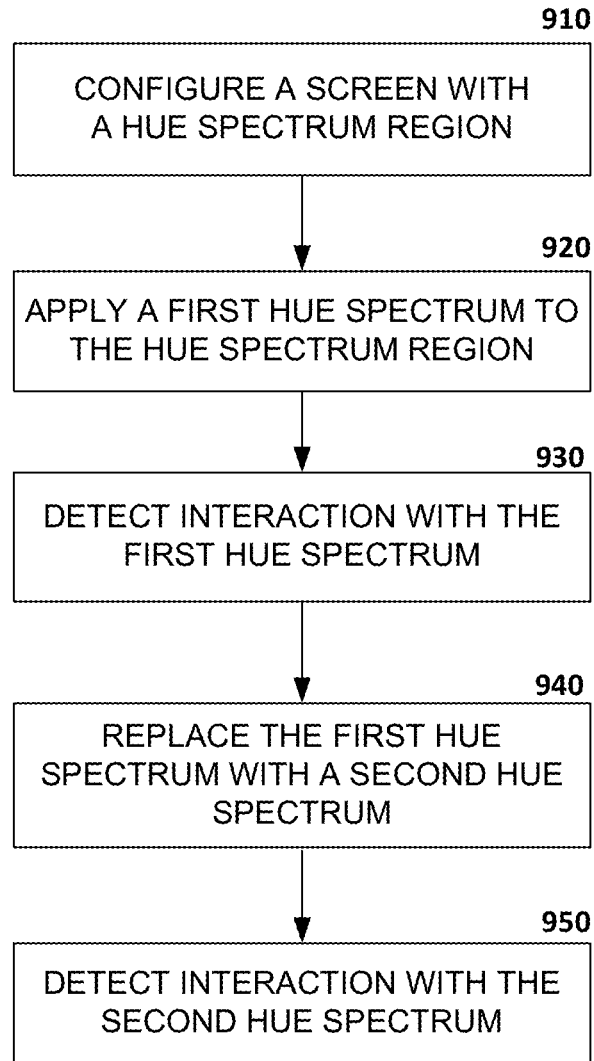 910
CONFIGURE A SCREEN WITH
A HUE SPECTRUM REGION
920
APPLY A FIRST HUE SPECTRUM TO
THE HUE SPECTRUM REGION
930
DETECT INTERACTION WITH THE
FIRST HUE SPECTRUM
940
REPLACE THE FIRST HUE
SPECTRUM WITH A SECOND HUE
SPECTRUM
950
DETECT INTERACTION WITH THE
SECOND HUE SPECTRUM